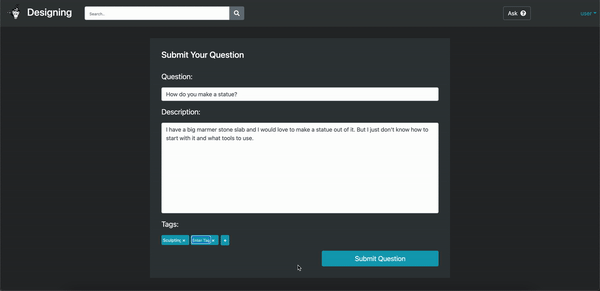 Designing
Search..
Ask ?
user
Submit Your Question
Question:
How do you make a statue?
Description:
I have a big marmer stone slab and I would love to make a statue out of it. But I just don't know how to
start with it and what tools to use.
Tags:
Sculpting × Enter Tag × +
Submit Question